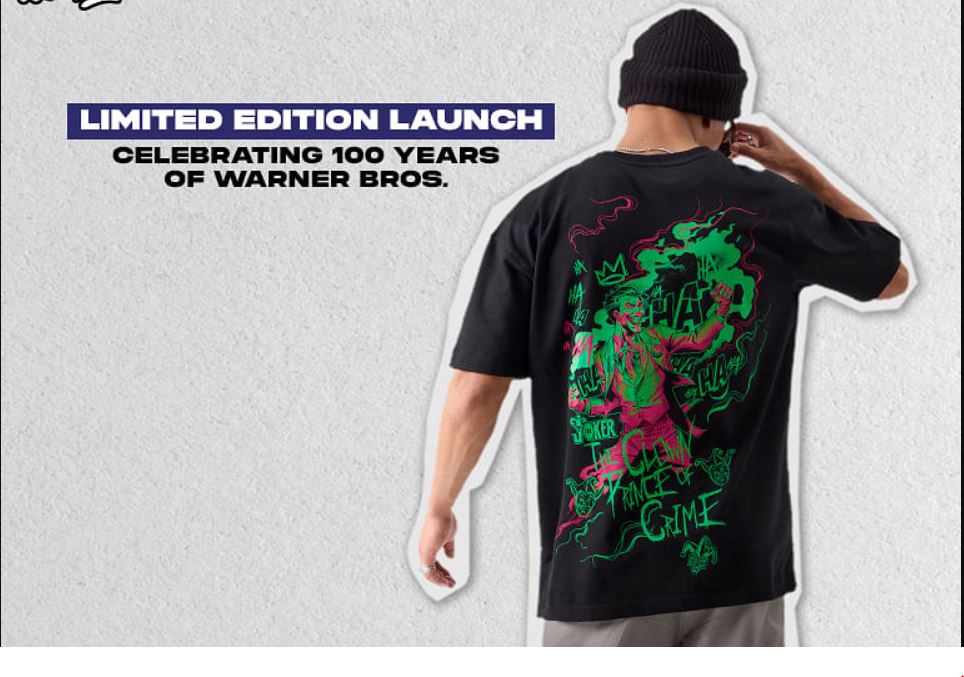 LIMITED EDITION LAUNCH
CELEBRATING 100 YEARS
OF WARNER BROS.
HA
HA
HA
HA
HA
HA
HA
JOKER
THE CLOWN
PRINCE OF
CRIME